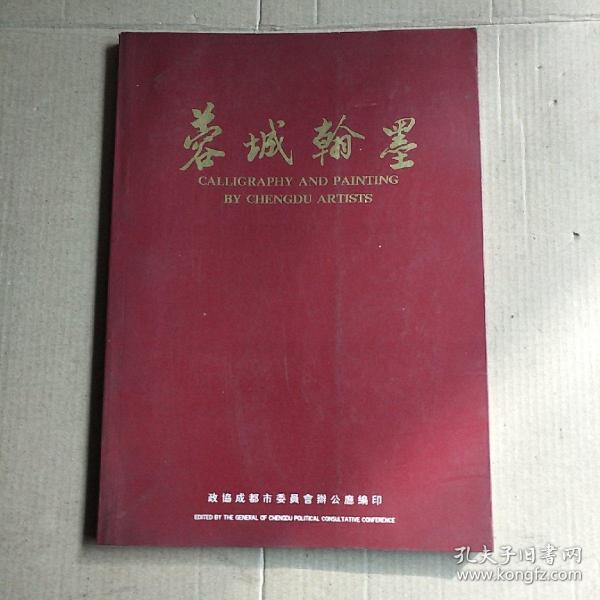 蓉城翰墨
CALLIGRAPHY AND PAINTING
BY CHENGDU ARTISTS
政協成都市委員會辦公廳編印
EDITED BY THE GENERAL OF CHENGDU POLITICAL CONSULTATIVE CONFERENCE
孔夫子旧书网
www.kongfz.com